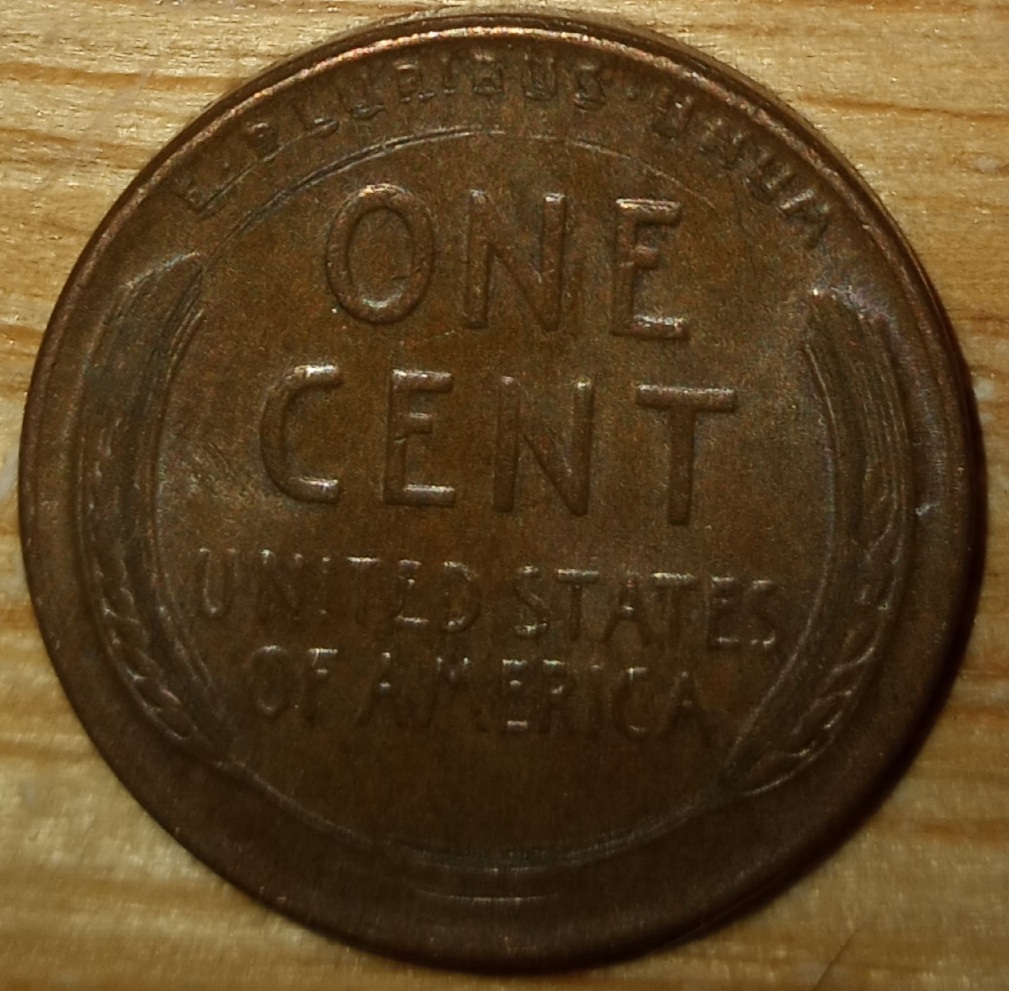 E·PLURIBUS·UNUM
ONE
CENT
UNITED STATES
OF AMERICA